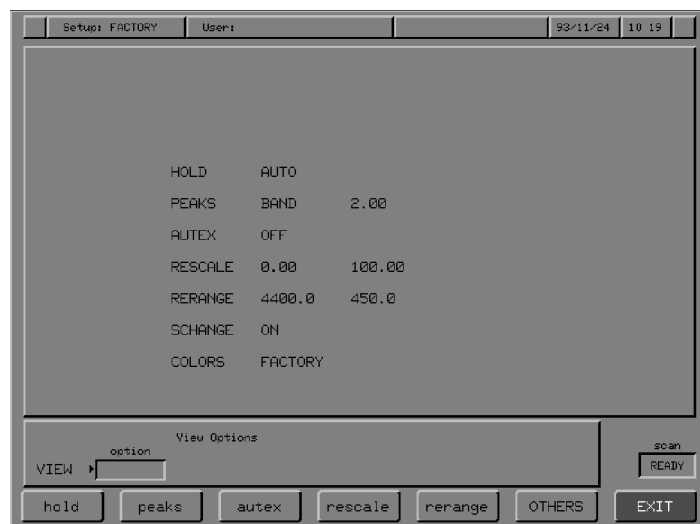 Setup: FACTORY User: 93/11/24 10 19
HOLD AUTO
PEAKS BAND 2.00
AUTEX OFF
RESCALE 0.00 100.00
RERANGE 4400.0 450.0
SCHANGE ON
COLORS FACTORY
View Options
option
VIEW
scan
READY
hold peaks autex rescale rerange OTHERS EXIT